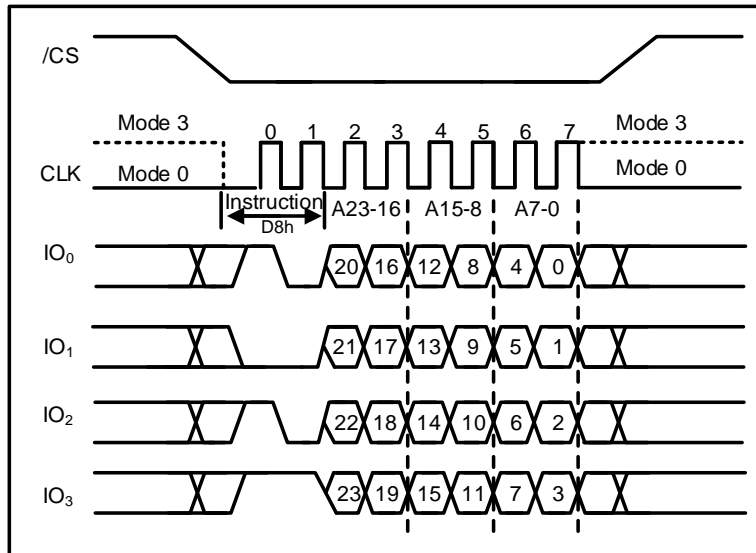 /CS
Mode 3 0 1 2 3 4 5 6 7 Mode 3
CLK Mode 0 Mode 0
Instruction A23-16 A15-8 A7-0
D8h
IO0 20 16 12 8 4 0
IO1 21 17 13 9 5 1
IO2 22 18 14 10 6 2
IO3 23 19 15 11 7 3